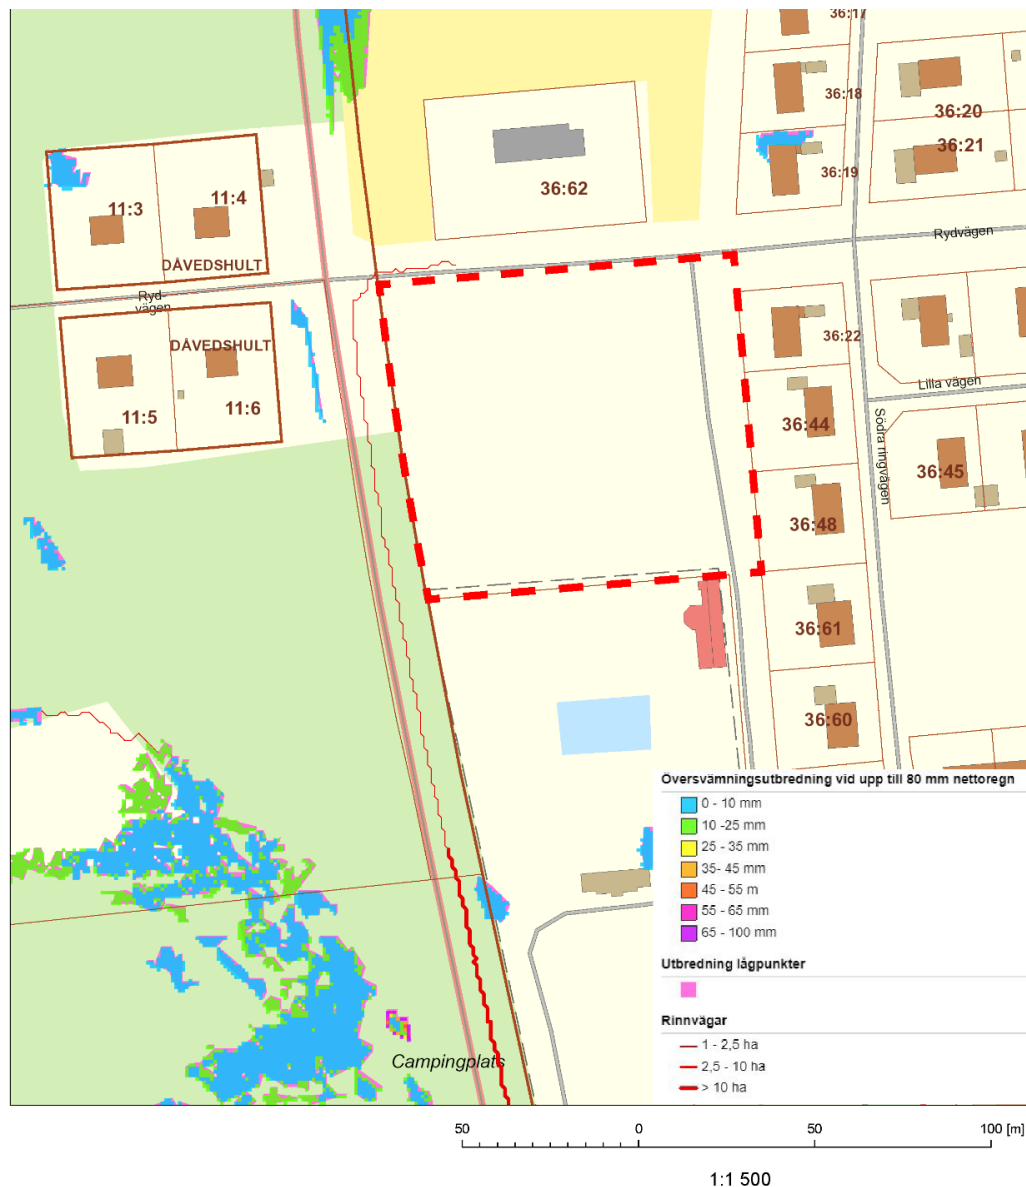 36:17
36:18
36:20
36:21
36:19
36:62
11:3
11:4
DÅVEDSHULT
Rydvägen
Ryd-
vägen
36:22
DÅVEDSHULT
11:5
11:6
Lilla vägen
36:44
Södra ringvägen
36:45
36:48
36:61
36:60
Översvämningsutbredning vid upp till 80 mm nettoregn
0 - 10 mm
10 -25 mm
25 - 35 mm
35- 45 mm
45 - 55 m
55 - 65 mm
65 - 100 mm
Utbredning lågpunkter
Rinnvägar
1 - 2,5 ha
2,5 - 10 ha
> 10 ha
Campingplats
50 0 50 100 [m]
1:1 500